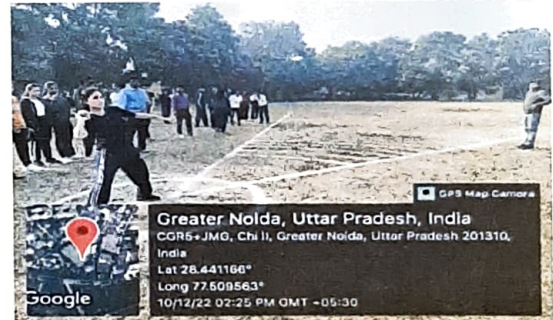 GPS Map Camera
Greater Noida, Uttar Pradesh, India
CGR5+JMG, Chi II, Greater Noida, Uttar Pradesh 201310,
India
Lat 28.441166°
Long 77.509563°
10/12/22 02:25 PM GMT +05:30
Google